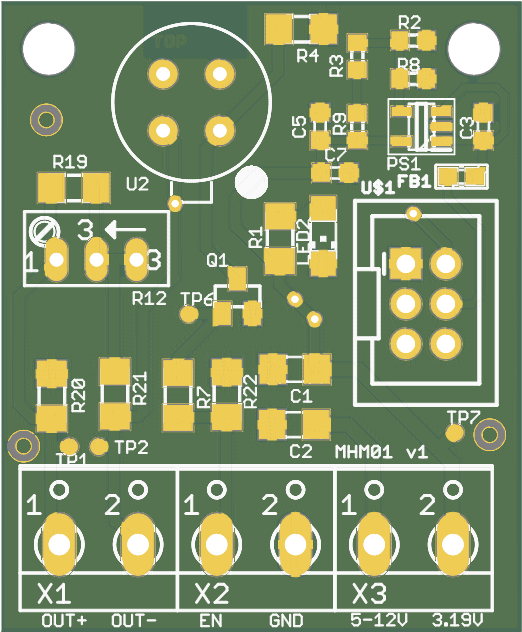 TOP
R2
R4
R3
R8
C5
R9
C3
PS1
C7
R19
U2
U$1
FB1
R1
LED2
3
1
3
Q1
R12
TP6
R20
R21
R7
R22
C1
C2
TP7
TP1
TP2
MHM01 v1
1 2 1 2 1 2
X1 X2 X3
OUT+ OUT- EN GND 5-12V 3.19V